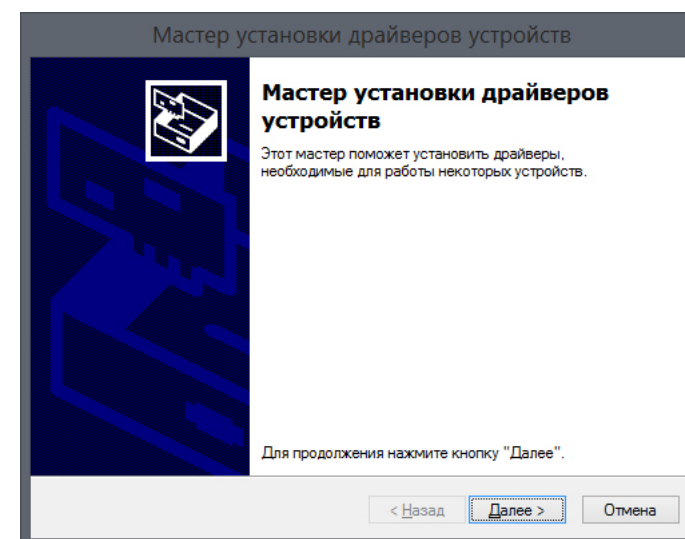 Мастер установки драйверов устройств
Мастер установки драйверов
устройств
Этот мастер поможет установить драйверы,
необходимые для работы некоторых устройств.
Для продолжения нажмите кнопку "Далее".
< Назад
Далее >
Отмена